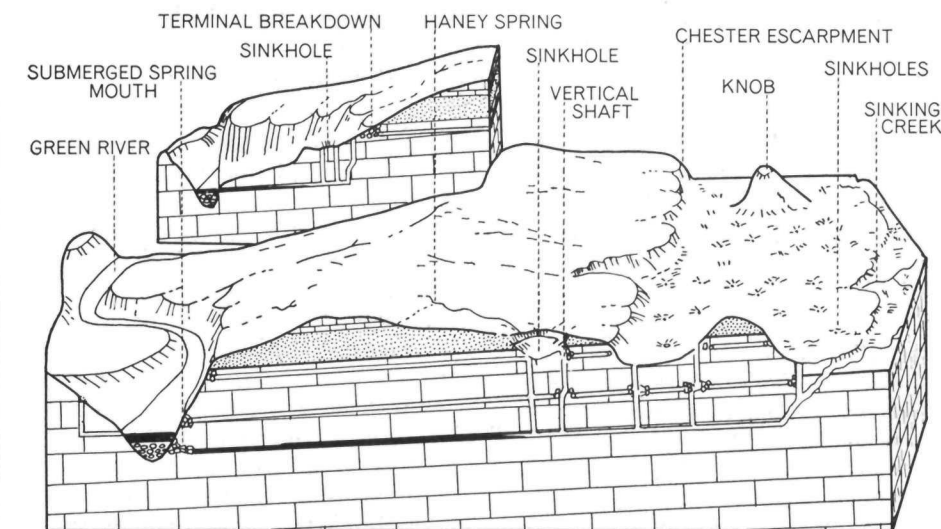 TERMINAL BREAKDOWN
HANEY SPRING
SINKHOLE
SINKHOLE
CHESTER ESCARPMENT
SUBMERGED SPRING
MOUTH
SINKHOLES
VERTICAL
SHAFT
KNOB
SINKING
CREEK
GREEN RIVER